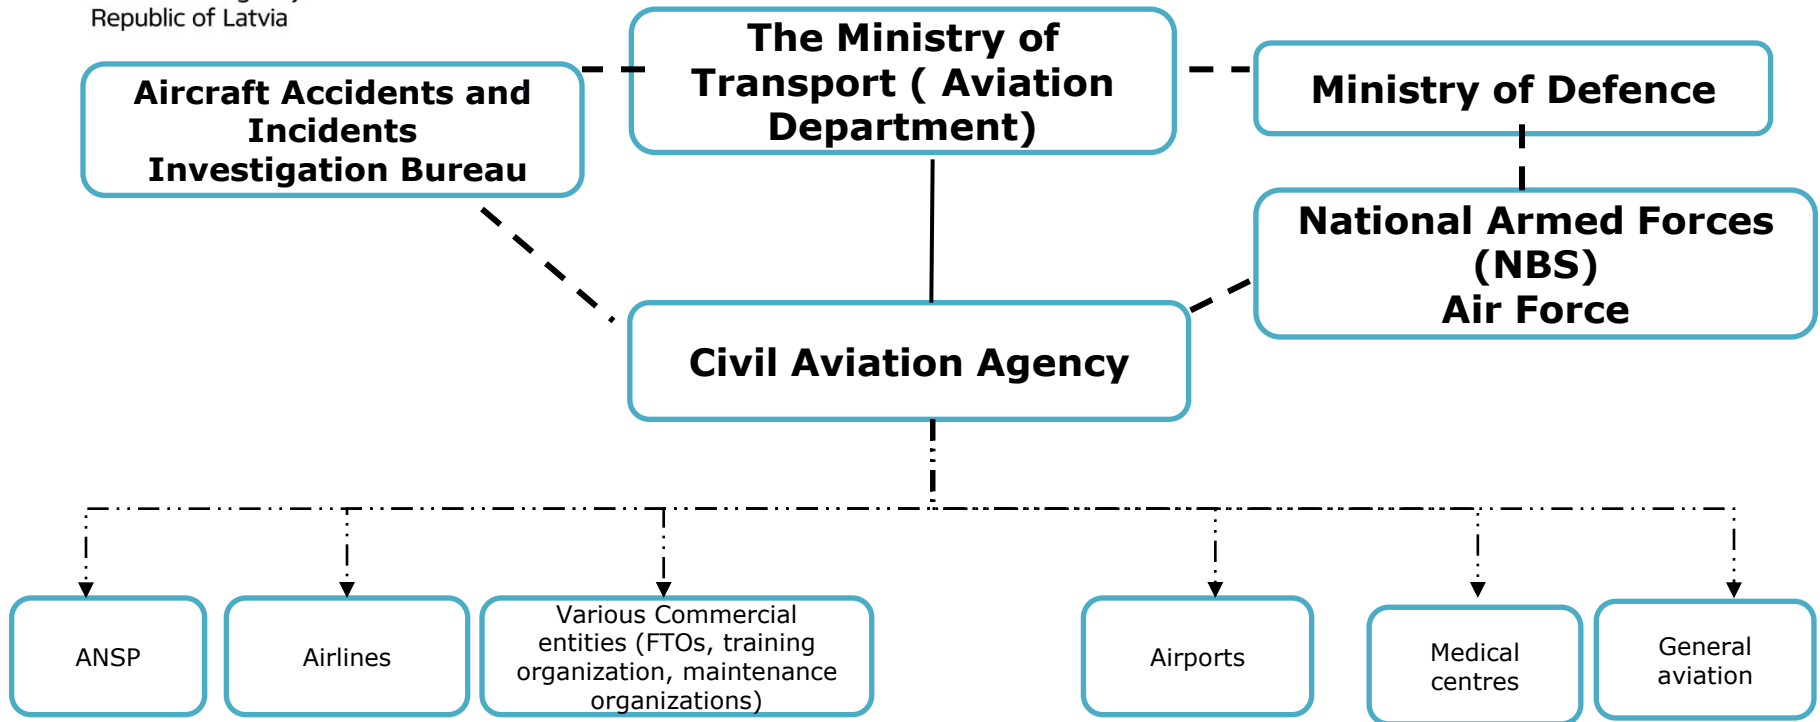 Republic of Latvia
The Ministry of
Transport ( Aviation
Department)
Aircraft Accidents and
Incidents
Investigation Bureau
Ministry of Defence
National Armed Forces
(NBS)
Air Force
Civil Aviation Agency
ANSP
Airlines
Various Commercial
entities (FTOs, training
organization, maintenance
organizations)
Airports
Medical
centres
General
aviation